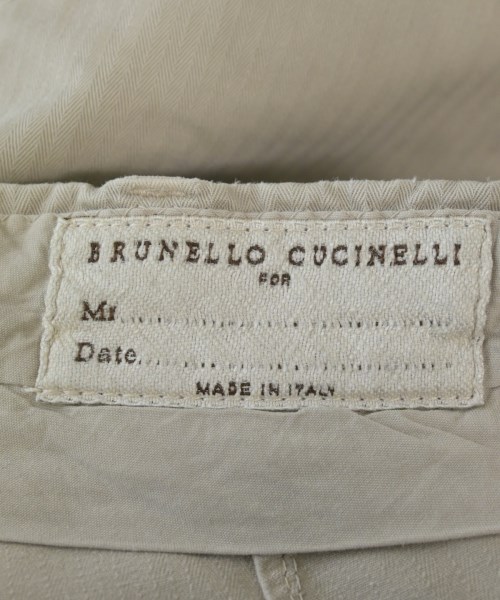 BRUNELLO CUCINELLI
FOR
Mr..............................
Date..............................
MADE IN ITALY